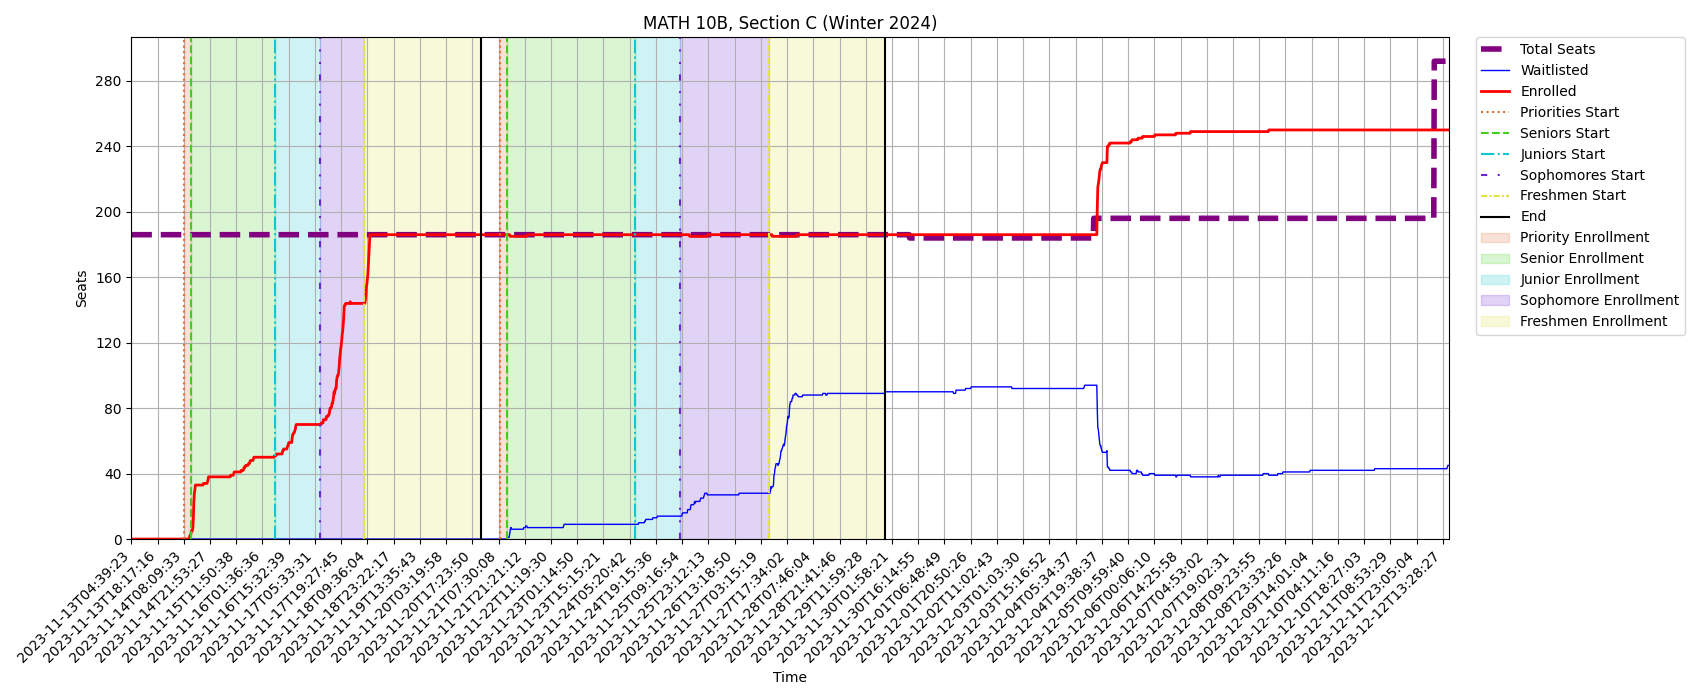 MATH 10B, Section C (Winter 2024)
Seats
280
240
200
160
120
80
40
0
2023-11-13T04:39:23
2023-11-13T18:17:16
2023-11-14T08:09:33
2023-11-14T21:53:27
2023-11-15T11:50:38
2023-11-16T01:36:36
2023-11-16T15:32:39
2023-11-17T05:33:31
2023-11-17T19:27:45
2023-11-18T09:36:04
2023-11-18T23:22:17
2023-11-19T13:35:43
2023-11-20T03:19:58
2023-11-20T17:23:50
2023-11-21T07:30:09
2023-11-21T21:21:12
2023-11-22T11:19:30
2023-11-23T01:14:50
2023-11-23T15:15:21
2023-11-24T05:20:42
2023-11-24T19:15:36
2023-11-25T09:16:54
2023-11-25T23:12:13
2023-11-26T13:18:50
2023-11-27T03:15:19
2023-11-27T17:34:02
2023-11-28T07:46:04
2023-11-28T21:41:46
2023-11-29T11:59:28
2023-11-30T01:58:21
2023-11-30T16:14:55
2023-12-01T06:48:49
2023-12-01T20:50:26
2023-12-02T11:02:43
2023-12-03T01:03:30
2023-12-03T15:16:52
2023-12-04T05:34:37
2023-12-04T19:38:37
2023-12-05T09:59:40
2023-12-06T00:06:10
2023-12-06T14:25:58
2023-12-07T04:53:02
2023-12-07T19:02:31
2023-12-08T09:23:55
2023-12-08T23:33:26
2023-12-09T14:01:04
2023-12-10T04:11:16
2023-12-10T18:27:03
2023-12-11T08:53:29
2023-12-11T23:05:04
2023-12-12T13:28:27
Time
Total Seats
Waitlisted
Enrolled
Priorities Start
Seniors Start
Juniors Start
Sophomores Start
Freshmen Start
End
Priority Enrollment
Senior Enrollment
Junior Enrollment
Sophomore Enrollment
Freshmen Enrollment